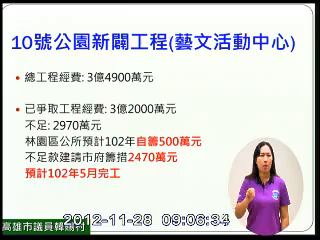 10號公園新闢工程(藝文活動中心)
總工程經費: 3億4900萬元
已爭取工程經費: 3億2000萬元
不足: 2970萬元
林園區公所預計102年自籌500萬元
不足款建請市府籌措2470萬元
預計102年5月完工
2012-11-28 09:06:34
高雄市議員韓賜村